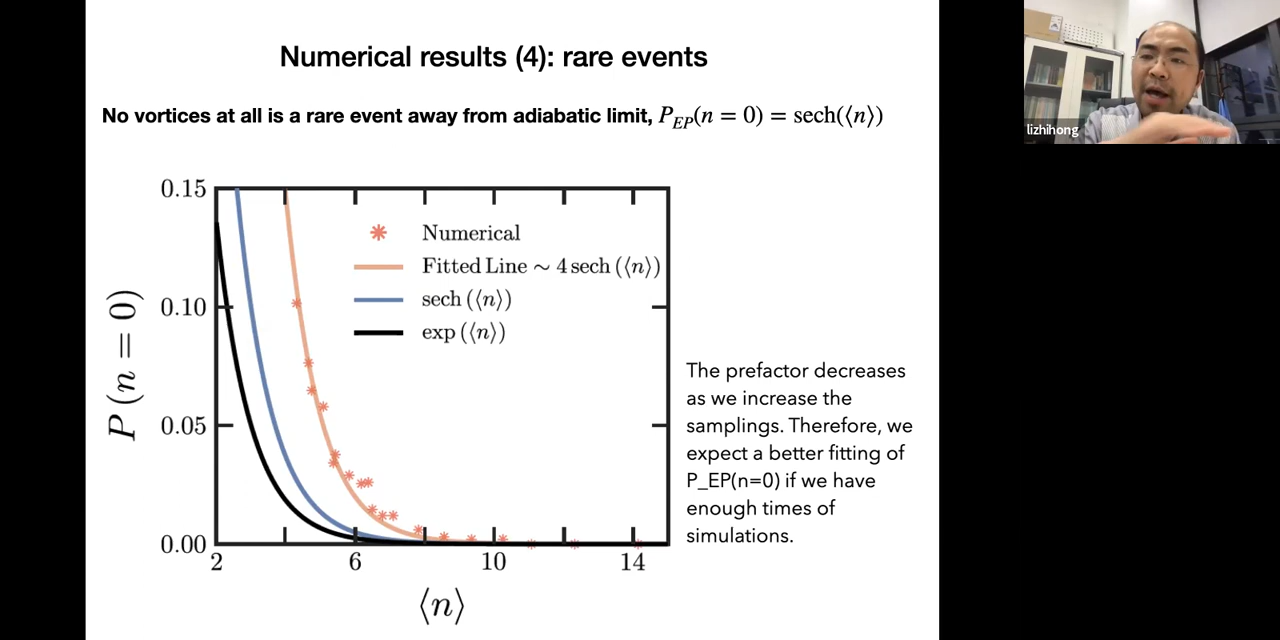 Numerical results (4): rare events
No vortices at all is a rare event away from adiabatic limit, P_EP(n = 0) = sech(⟨n⟩)
lizhihong
0.15
0.10
0.05
0.00
P (n = 0)
Numerical
Fitted Line ∼ 4 sech (⟨n⟩)
sech (⟨n⟩)
exp (⟨n⟩)
2
6
10
14
⟨n⟩
The prefactor decreases
as we increase the
samplings. Therefore, we
expect a better fitting of
P_EP(n=0) if we have
enough times of
simulations.